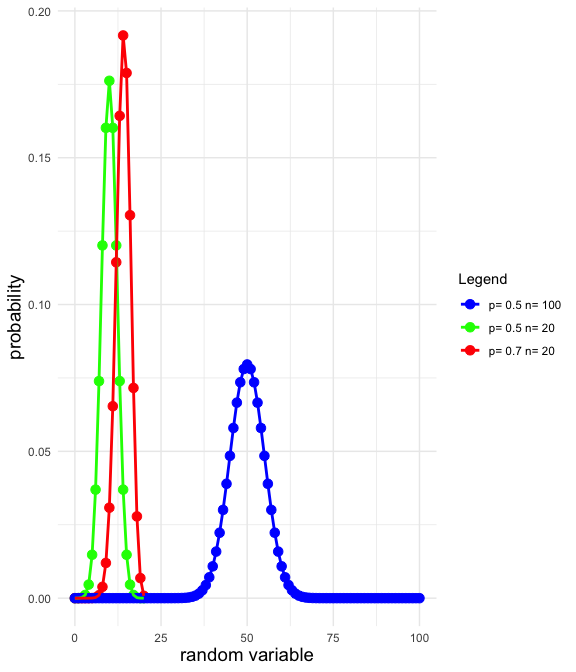 0.20
0.15
0.10
0.05
0.00
0
25
50
75
100
probability
random variable
Legend
p= 0.5 n= 100
p= 0.5 n= 20
p= 0.7 n= 20